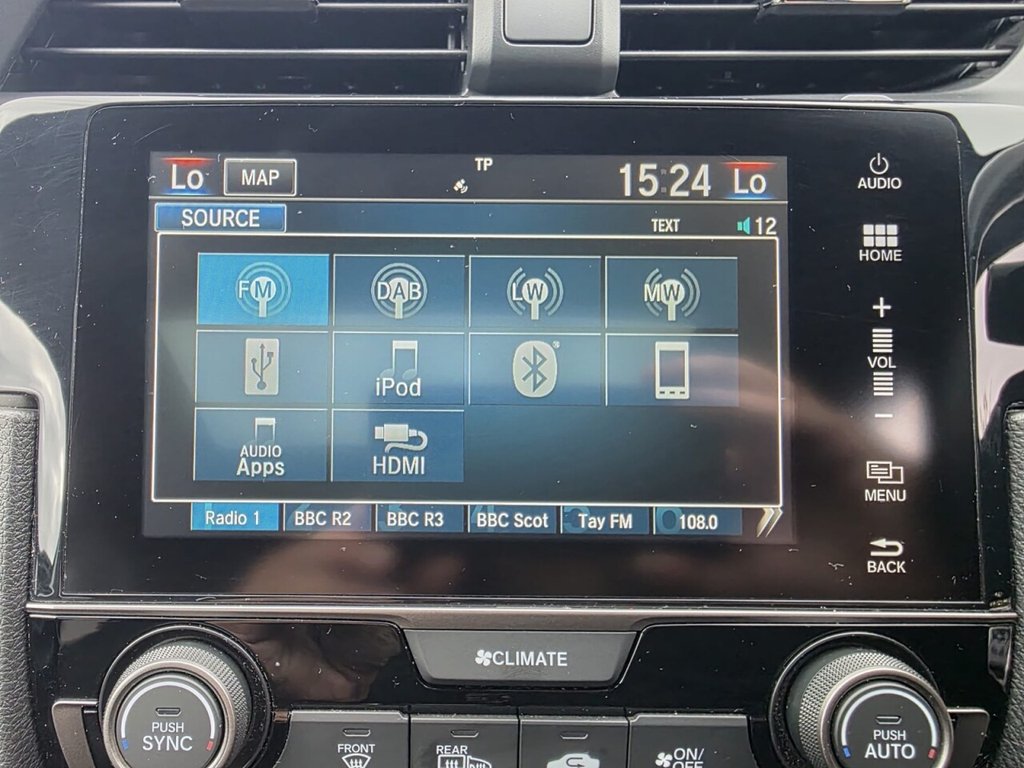 Lo MAP TP 15:24 Lo
SOURCE TEXT 12
FM DAB LW MW
iPod
AUDIO
Apps
HDMI
Radio 1 BBC R2 BBC R3 BBC Scot Tay FM 108.0
AUDIO
HOME
+
VOL
-
MENU
BACK
CLIMATE
PUSH
SYNC
FRONT
REAR
ON/
OFF
PUSH
AUTO